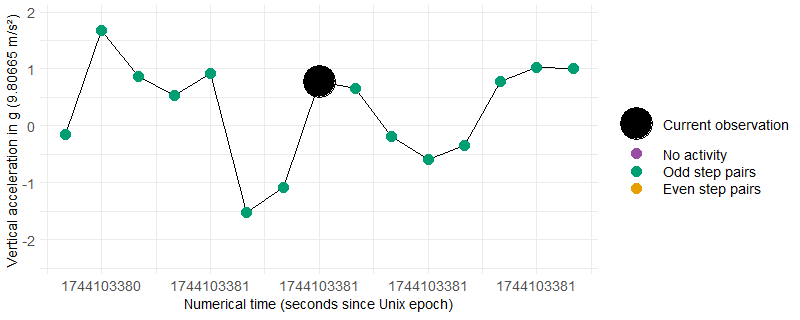 Vertical acceleration in g (9.80665 m/s²)
2
1
0
-1
-2
1744103380
1744103381
1744103381
1744103381
1744103381
Numerical time (seconds since Unix epoch)
Current observation
No activity
Odd step pairs
Even step pairs